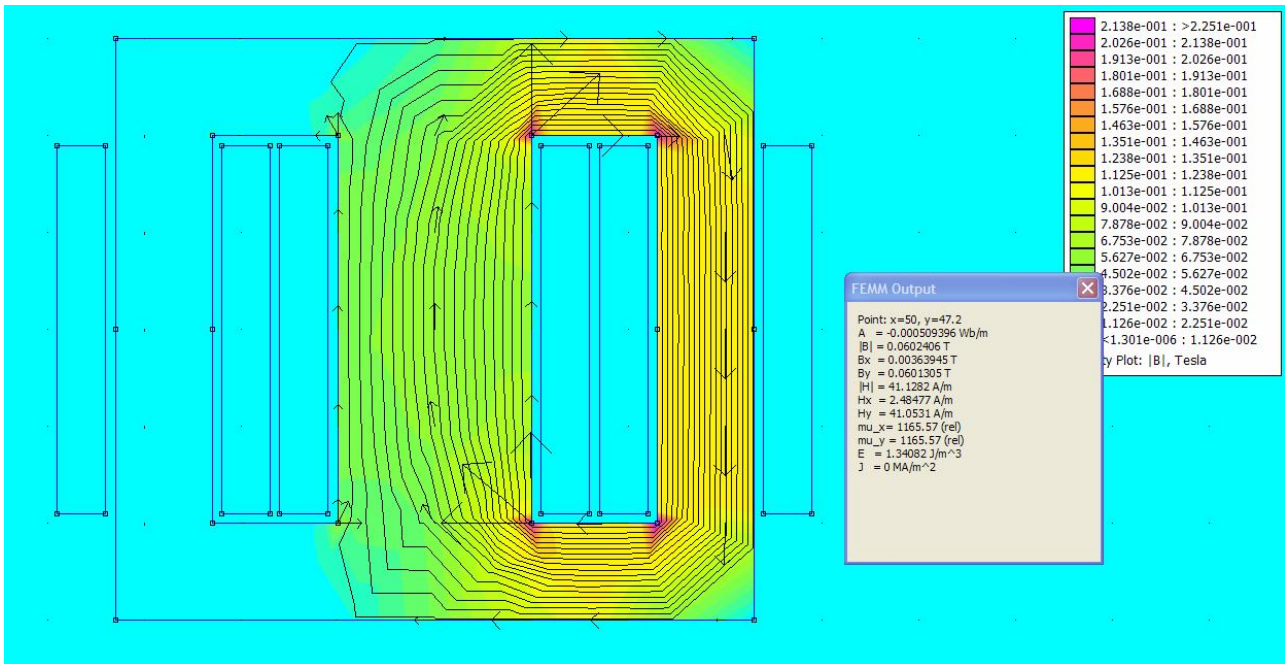 2.138e-001 : >2.251e-001
2.026e-001 : 2.138e-001
1.913e-001 : 2.026e-001
1.801e-001 : 1.913e-001
1.688e-001 : 1.801e-001
1.576e-001 : 1.688e-001
1.463e-001 : 1.576e-001
1.351e-001 : 1.463e-001
1.238e-001 : 1.351e-001
1.125e-001 : 1.238e-001
1.013e-001 : 1.125e-001
9.004e-002 : 1.013e-001
7.878e-002 : 9.004e-002
6.753e-002 : 7.878e-002
5.627e-002 : 6.753e-002
4.502e-002 : 5.627e-002
3.376e-002 : 4.502e-002
2.251e-002 : 3.376e-002
1.126e-002 : 2.251e-002
<1.301e-006 : 1.126e-002
ty Plot: |B|, Tesla
FEMM Output
Point: x=50, y=47.2
A = -0.000509396 Wb/m
|B| = 0.0602406 T
Bx = 0.00363945 T
By = 0.0601305 T
|H| = 41.1282 A/m
Hx = 2.48477 A/m
Hy = 41.0531 A/m
mu_x= 1165.57 (rel)
mu_y = 1165.57 (rel)
E = 1.34082 J/m^3
J = 0 MA/m^2